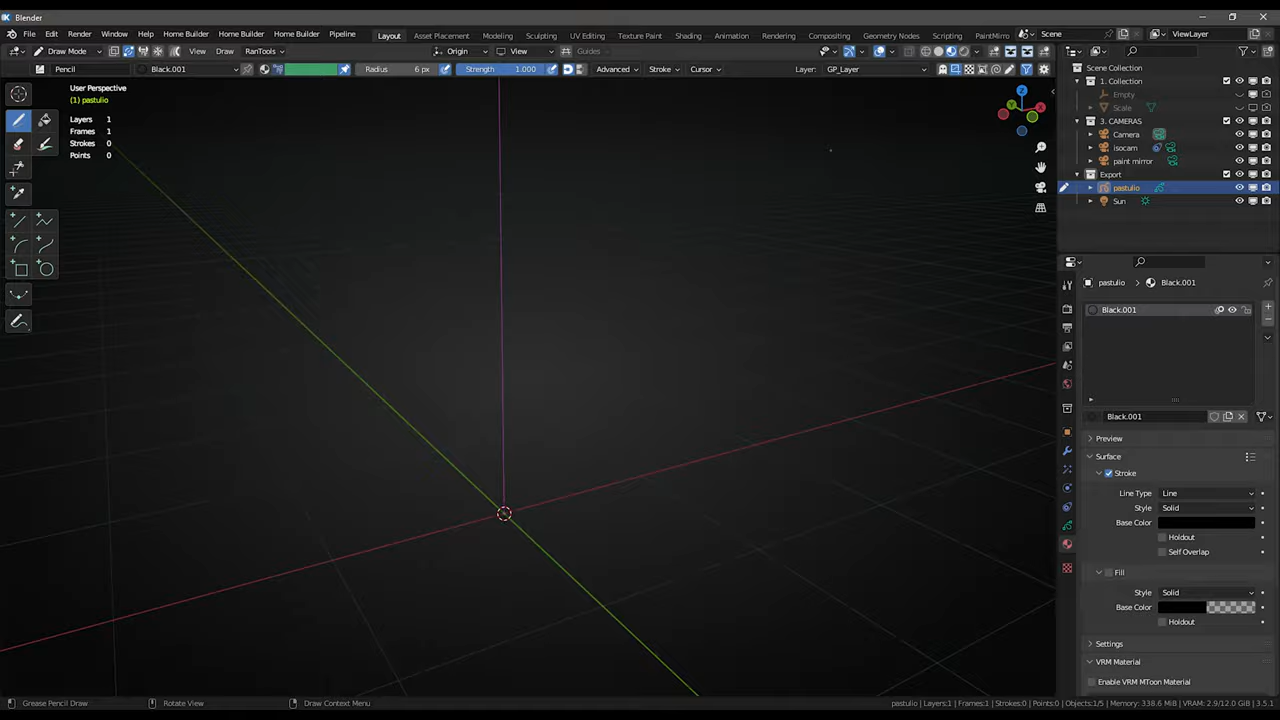 Blender
File Edit Render Window Help Home Builder Home Builder Home Builder Pipeline Layout Asset Placement Modeling Sculpting UV Editing Texture Paint Shading Animation Rendering Compositing Geometry Nodes Scripting PaintMirro Scene ViewLayer
Draw Mode View Draw RanTools Origin View Guides
Pencil Black.001 Radius 6 px Strength 1.000 Advanced Stroke Cursor Layer: GP_Layer
Scene Collection
1. Collection
Empty
Scale
3. CAMERAS
Camera
isocam
paint mirror
Export
pastulio
Sun
User Perspective
(1) pastulio
Layers 1
Frames 1
Strokes 0
Points 0
Z
Y
X
pastulio Black.001
Black.001
Black.001
Preview
Surface
Stroke
Line Type Line
Style Solid
Base Color
Holdout
Self Overlap
Fill
Style Solid
Base Color
Holdout
Settings
VRM Material
Enable VRM MToon Material
Grease Pencil Draw Rotate View Draw Context Menu pastulio | Layers:1 | Frames:1 | Strokes:0 | Points:0 | Objects:1/5 | Memory: 338.6 MiB | VRAM: 2.9/12.0 GiB | 3.5.1